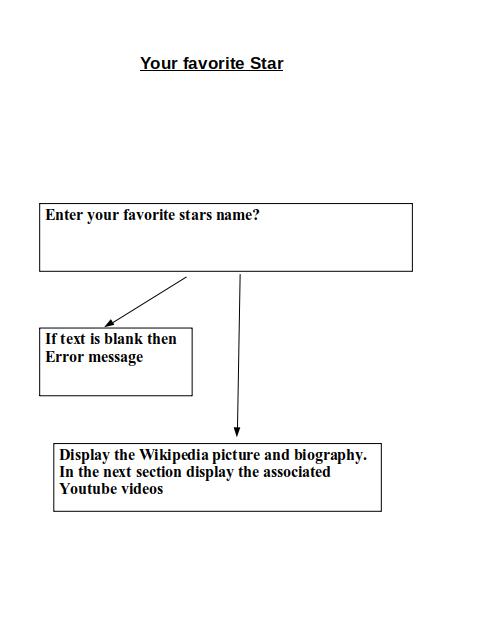 Your favorite Star
Enter your favorite stars name?
If text is blank then
Error message
Display the Wikipedia picture and biography.
In the next section display the associated
Youtube videos